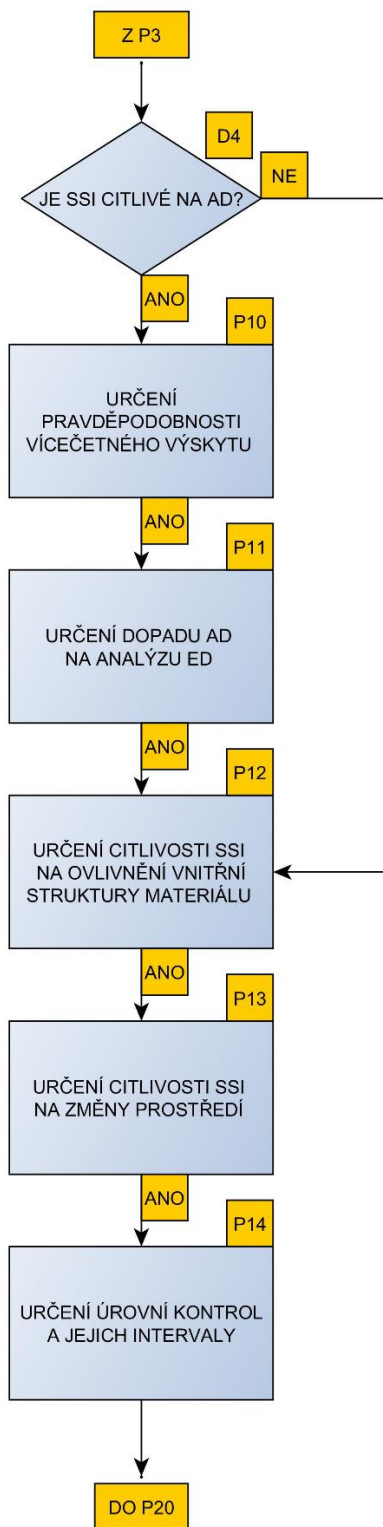 Z P3
D4
JE SSI CITLIVÉ NA AD?
NE
ANO
P10
URČENÍ
PRAVDĚPODOBNOSTI
VÍCEČETNÉHO VÝSKYTU
ANO
P11
URČENÍ DOPADU AD
NA ANALÝZU ED
ANO
P12
URČENÍ CITLIVOSTI SSI
NA OVLIVNĚNÍ VNITŘNÍ
STRUKTURY MATERIÁLU
ANO
P13
URČENÍ CITLIVOSTI SSI
NA ZMĚNY PROSTŘEDÍ
ANO
P14
URČENÍ ÚROVNÍ KONTROL
A JEJICH INTERVALY
DO P20